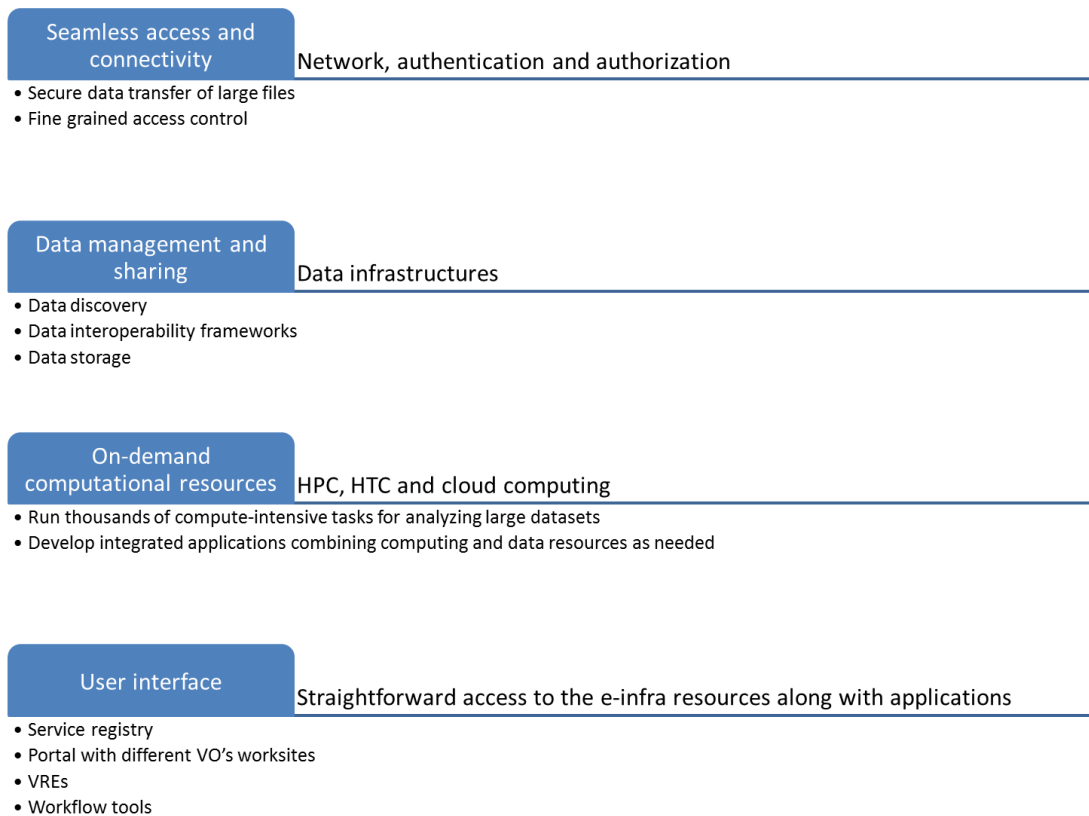 Seamless access and
connectivity
Network, authentication and authorization
• Secure data transfer of large files
• Fine grained access control
Data management and
sharing
Data infrastructures
• Data discovery
• Data interoperability frameworks
• Data storage
On-demand
computational resources
HPC, HTC and cloud computing
• Run thousands of compute-intensive tasks for analyzing large datasets
• Develop integrated applications combining computing and data resources as needed
User interface
Straightforward access to the e-infra resources along with applications
• Service registry
• Portal with different VO's worksites
• VREs
• Workflow tools